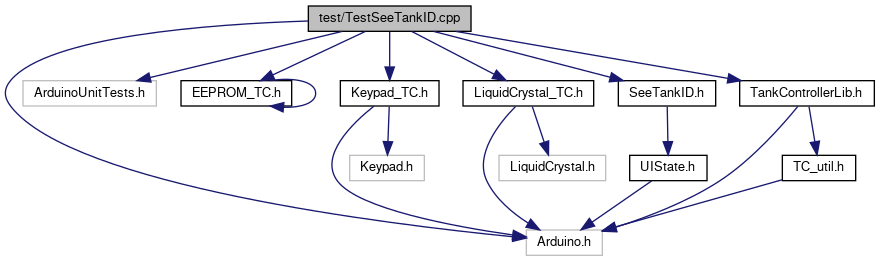 test/TestSeeTankID.cpp
ArduinoUnitTests.h
EEPROM_TC.h
Keypad_TC.h
LiquidCrystal_TC.h
SeeTankID.h
TankControllerLib.h
Keypad.h
LiquidCrystal.h
UIState.h
TC_util.h
Arduino.h